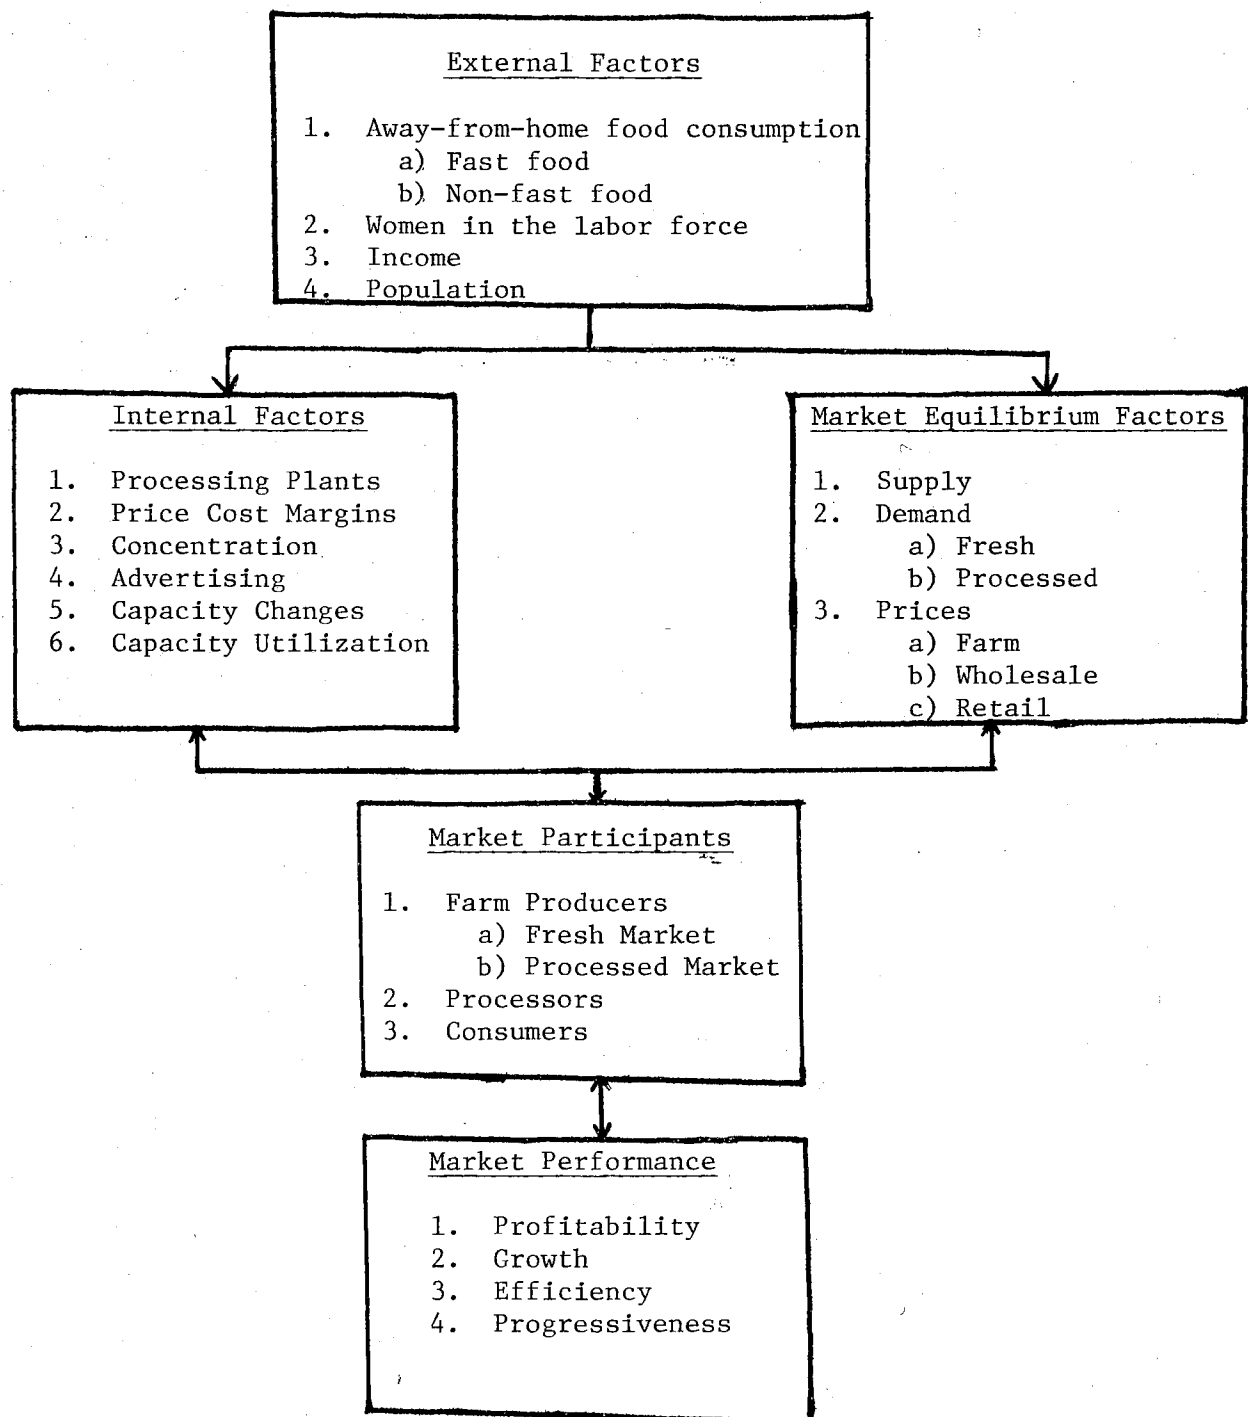 External Factors
1. Away-from-home food consumption
a) Fast food
b) Non-fast food
2. Women in the labor force
3. Income
4. Population
Internal Factors
1. Processing Plants
2. Price Cost Margins
3. Concentration
4. Advertising
5. Capacity Changes
6. Capacity Utilization
Market Equilibrium Factors
1. Supply
2. Demand
a) Fresh
b) Processed
3. Prices
a) Farm
b) Wholesale
c) Retail
Market Participants
1. Farm Producers
a) Fresh Market
b) Processed Market
2. Processors
3. Consumers
Market Performance
1. Profitability
2. Growth
3. Efficiency
4. Progressiveness